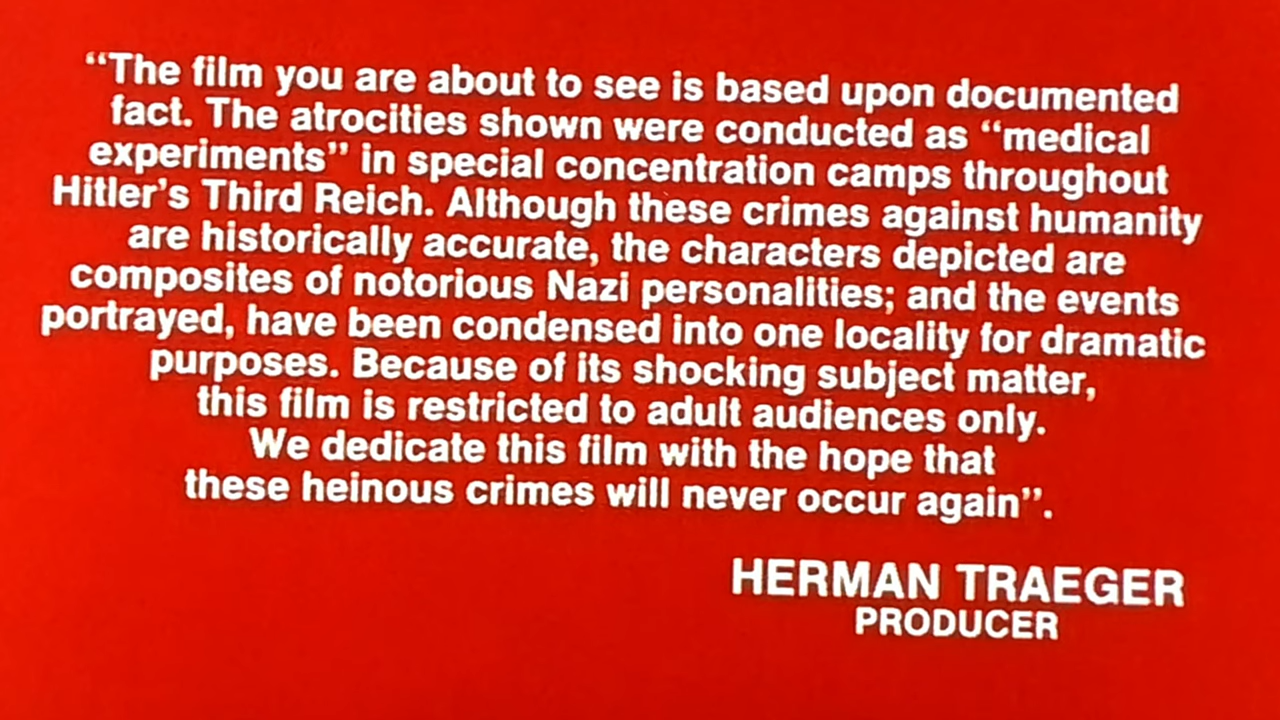 “The film you are about to see is based upon documented
fact. The atrocities shown were conducted as “medical
experiments” in special concentration camps throughout
Hitler's Third Reich. Although these crimes against humanity
are historically accurate, the characters depicted are
composites of notorious Nazi personalities; and the events
portrayed, have been condensed into one locality for dramatic
purposes. Because of its shocking subject matter,
this film is restricted to adult audiences only.
We dedicate this film with the hope that
these heinous crimes will never occur again”.
HERMAN TRAEGER
PRODUCER